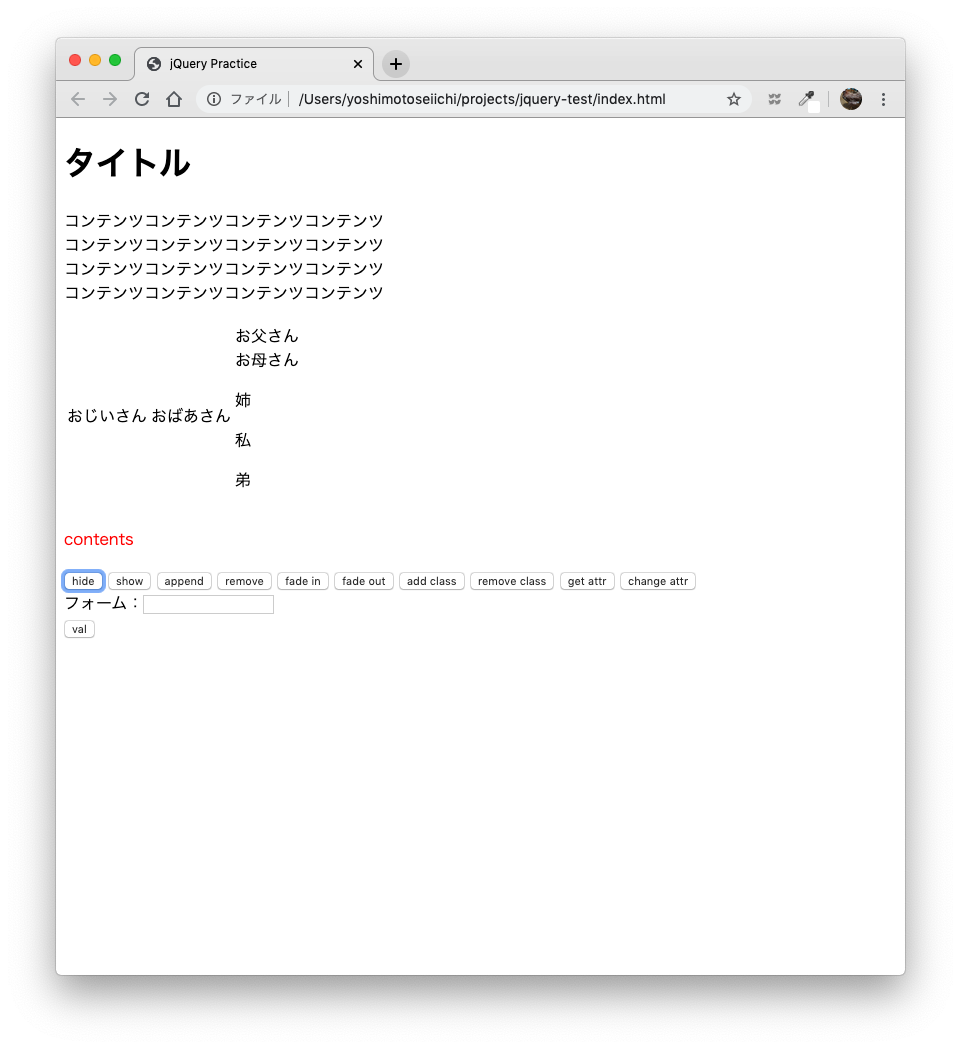 jQuery Practice
ファイル /Users/yoshimotoseiichi/projects/jquery-test/index.html
タイトル
コンテンツコンテンツコンテンツコンテンツ
コンテンツコンテンツコンテンツコンテンツ
コンテンツコンテンツコンテンツコンテンツ
コンテンツコンテンツコンテンツコンテンツ
おじいさん おばあさん
お父さん
お母さん
姉
私
弟
contents
hide show append remove fade in fade out add class remove class get attr change attr
フォーム：
val